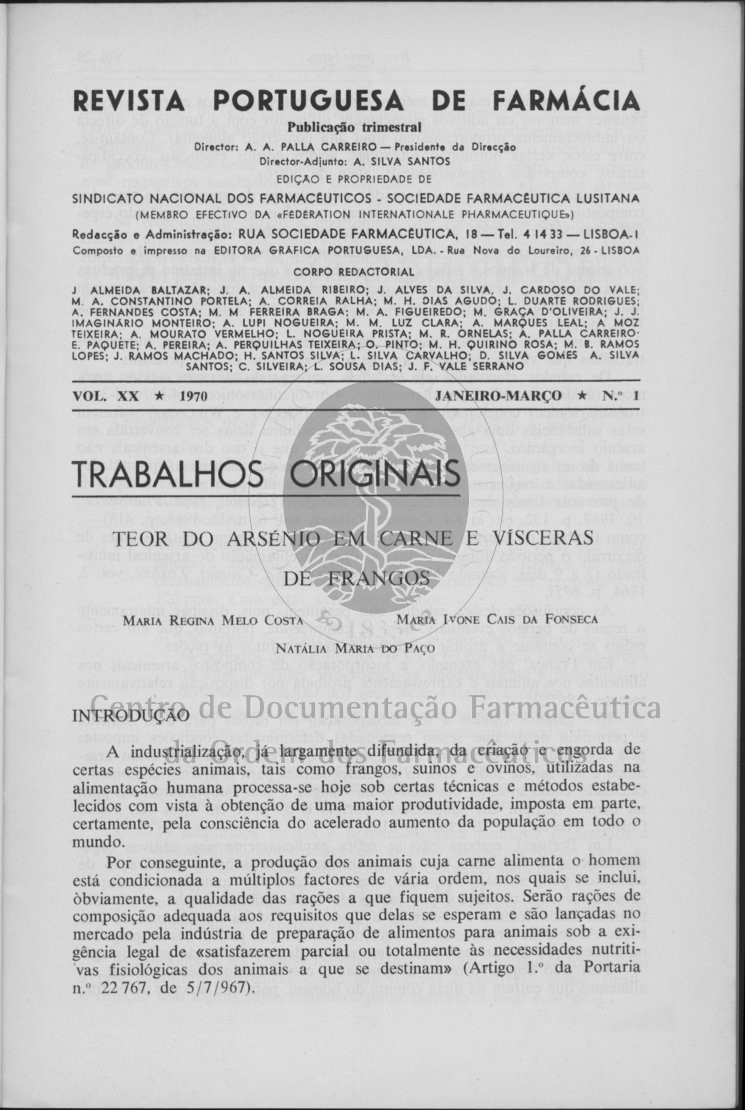 REVISTA PORTUGUESA DE FARMÁCIA
Publicação trimestral
Director: A. A. PALLA CARREIRO — Presidente da Direcção
Director-Adjunto: A. SILVA SANTOS
EDIÇÃO E PROPRIEDADE DE
SINDICATO NACIONAL DOS FARMACÊUTICOS - SOCIEDADE FARMACÊUTICA LUSITANA
(MEMBRO EFECTIVO DA «FÉDÉRATION INTERNATIONALE PHARMACEUTIQUE»)
Redacção e Administração: RUA SOCIEDADE FARMACÊUTICA, 18 — Tel. 4 14 33 — LISBOA-1
Composto e impresso na EDITORA GRÁFICA PORTUGUESA, LDA. - Rua Nova do Loureiro, 26 - LISBOA
CORPO REDACTORIAL
J ALMEIDA BALTAZAR; J. A. ALMEIDA RIBEIRO; J. ALVES DA SILVA, J. CARDOSO DO VALE;
M. A. CONSTANTINO PORTELA; A. CORREIA RALHA; M. H. DIAS AGUDO; L. DUARTE RODRIGUES;
A. FERNANDES COSTA; M. M FERREIRA BRAGA; M. A. FIGUEIREDO; M. GRAÇA D'OLIVEIRA; J. J.
IMAGINÁRIO MONTEIRO; A. LUPI NOGUEIRA; M. M. LUZ CLARA; A. MARQUES LEAL; A MOZ
TEIXEIRA; A. MOURATO VERMELHO; L. NOGUEIRA PRISTA; M. R. ORNELAS; A. PALLA CARREIRO-
E. PAQUETE; A. PEREIRA; A. PERQUILHAS TEIXEIRA; O. PINTO; M. H. QUIRINO ROSA; M. B. RAMOS
LOPES; J. RAMOS MACHADO; H. SANTOS SILVA; L. SILVA CARVALHO; D. SILVA GOMES A. SILVA
SANTOS; C. SILVEIRA; L. SOUSA DIAS; J. F. VALE SERRANO
VOL. XX ★ 1970 JANEIRO-MARÇO ★ N.º 1
TRABALHOS ORIGINAIS
TEOR DO ARSÉNIO EM CARNE E VÍSCERAS
DE FRANGOS
MARIA REGINA MELO COSTA MARIA IVONE CAIS DA FONSECA
1835
NATÁLIA MARIA DO PAÇO
Centro de Documentação Farmacêutica
INTRODUÇÃO
da Ordem dos Farmacêuticos
A industrialização, já largamente difundida, da criação e engorda de
certas espécies animais, tais como frangos, suinos e ovinos, utilizadas na
alimentação humana processa-se hoje sob certas técnicas e métodos estabe-
lecidos com vista à obtenção de uma maior produtividade, imposta em parte,
certamente, pela consciência do acelerado aumento da população em todo o
mundo.
Por conseguinte, a produção dos animais cuja carne alimenta o homem
está condicionada a múltiplos factores de vária ordem, nos quais se inclui,
òbviamente, a qualidade das rações a que fiquem sujeitos. Serão rações de
composição adequada aos requisitos que delas se esperam e são lançadas no
mercado pela indústria de preparação de alimentos para animais sob a exi-
gência legal de «satisfazerem parcial ou totalmente às necessidades nutriti-
vas fisiológicas dos animais a que se destinam» (Artigo 1.º da Portaria
n.º 22 767, de 5/7/967).